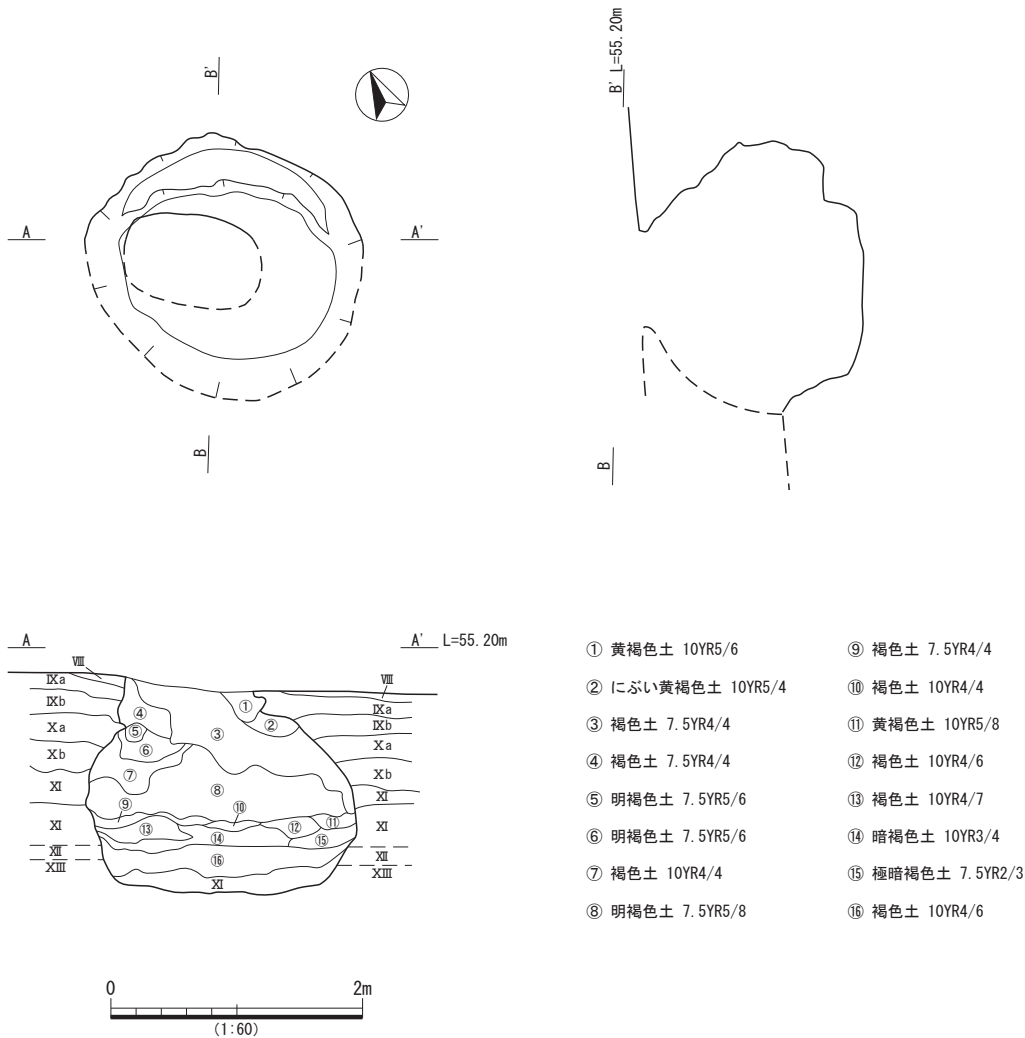 B'
B' L=55.20m
A
A'
B
B
A
A' L=55.20m
Ⅷ
Ⅸa
Ⅸb
Ⅹa
Ⅹb
Ⅺ
Ⅺ
Ⅻ
XIII
④
⑤
⑥
⑦
⑨
⑬
③
⑧
⑩
⑭
⑯
Ⅺ
①
②
⑫
⑪
⑮
Ⅷ
Ⅸa
Ⅸb
Ⅹa
Ⅹb
Ⅺ
Ⅺ
Ⅻ
XIII
① 黄褐色土 10YR5/6
② にぶい黄褐色土 10YR5/4
③ 褐色土 7.5YR4/4
④ 褐色土 7.5YR4/4
⑤ 明褐色土 7.5YR5/6
⑥ 明褐色土 7.5YR5/6
⑦ 褐色土 10YR4/4
⑧ 明褐色土 7.5YR5/8
⑨ 褐色土 7.5YR4/4
⑩ 褐色土 10YR4/4
⑪ 黄褐色土 10YR5/8
⑫ 褐色土 10YR4/6
⑬ 褐色土 10YR4/7
⑭ 暗褐色土 10YR3/4
⑮ 極暗褐色土 7.5YR2/3
⑯ 褐色土 10YR4/6
0 2m
(1:60)